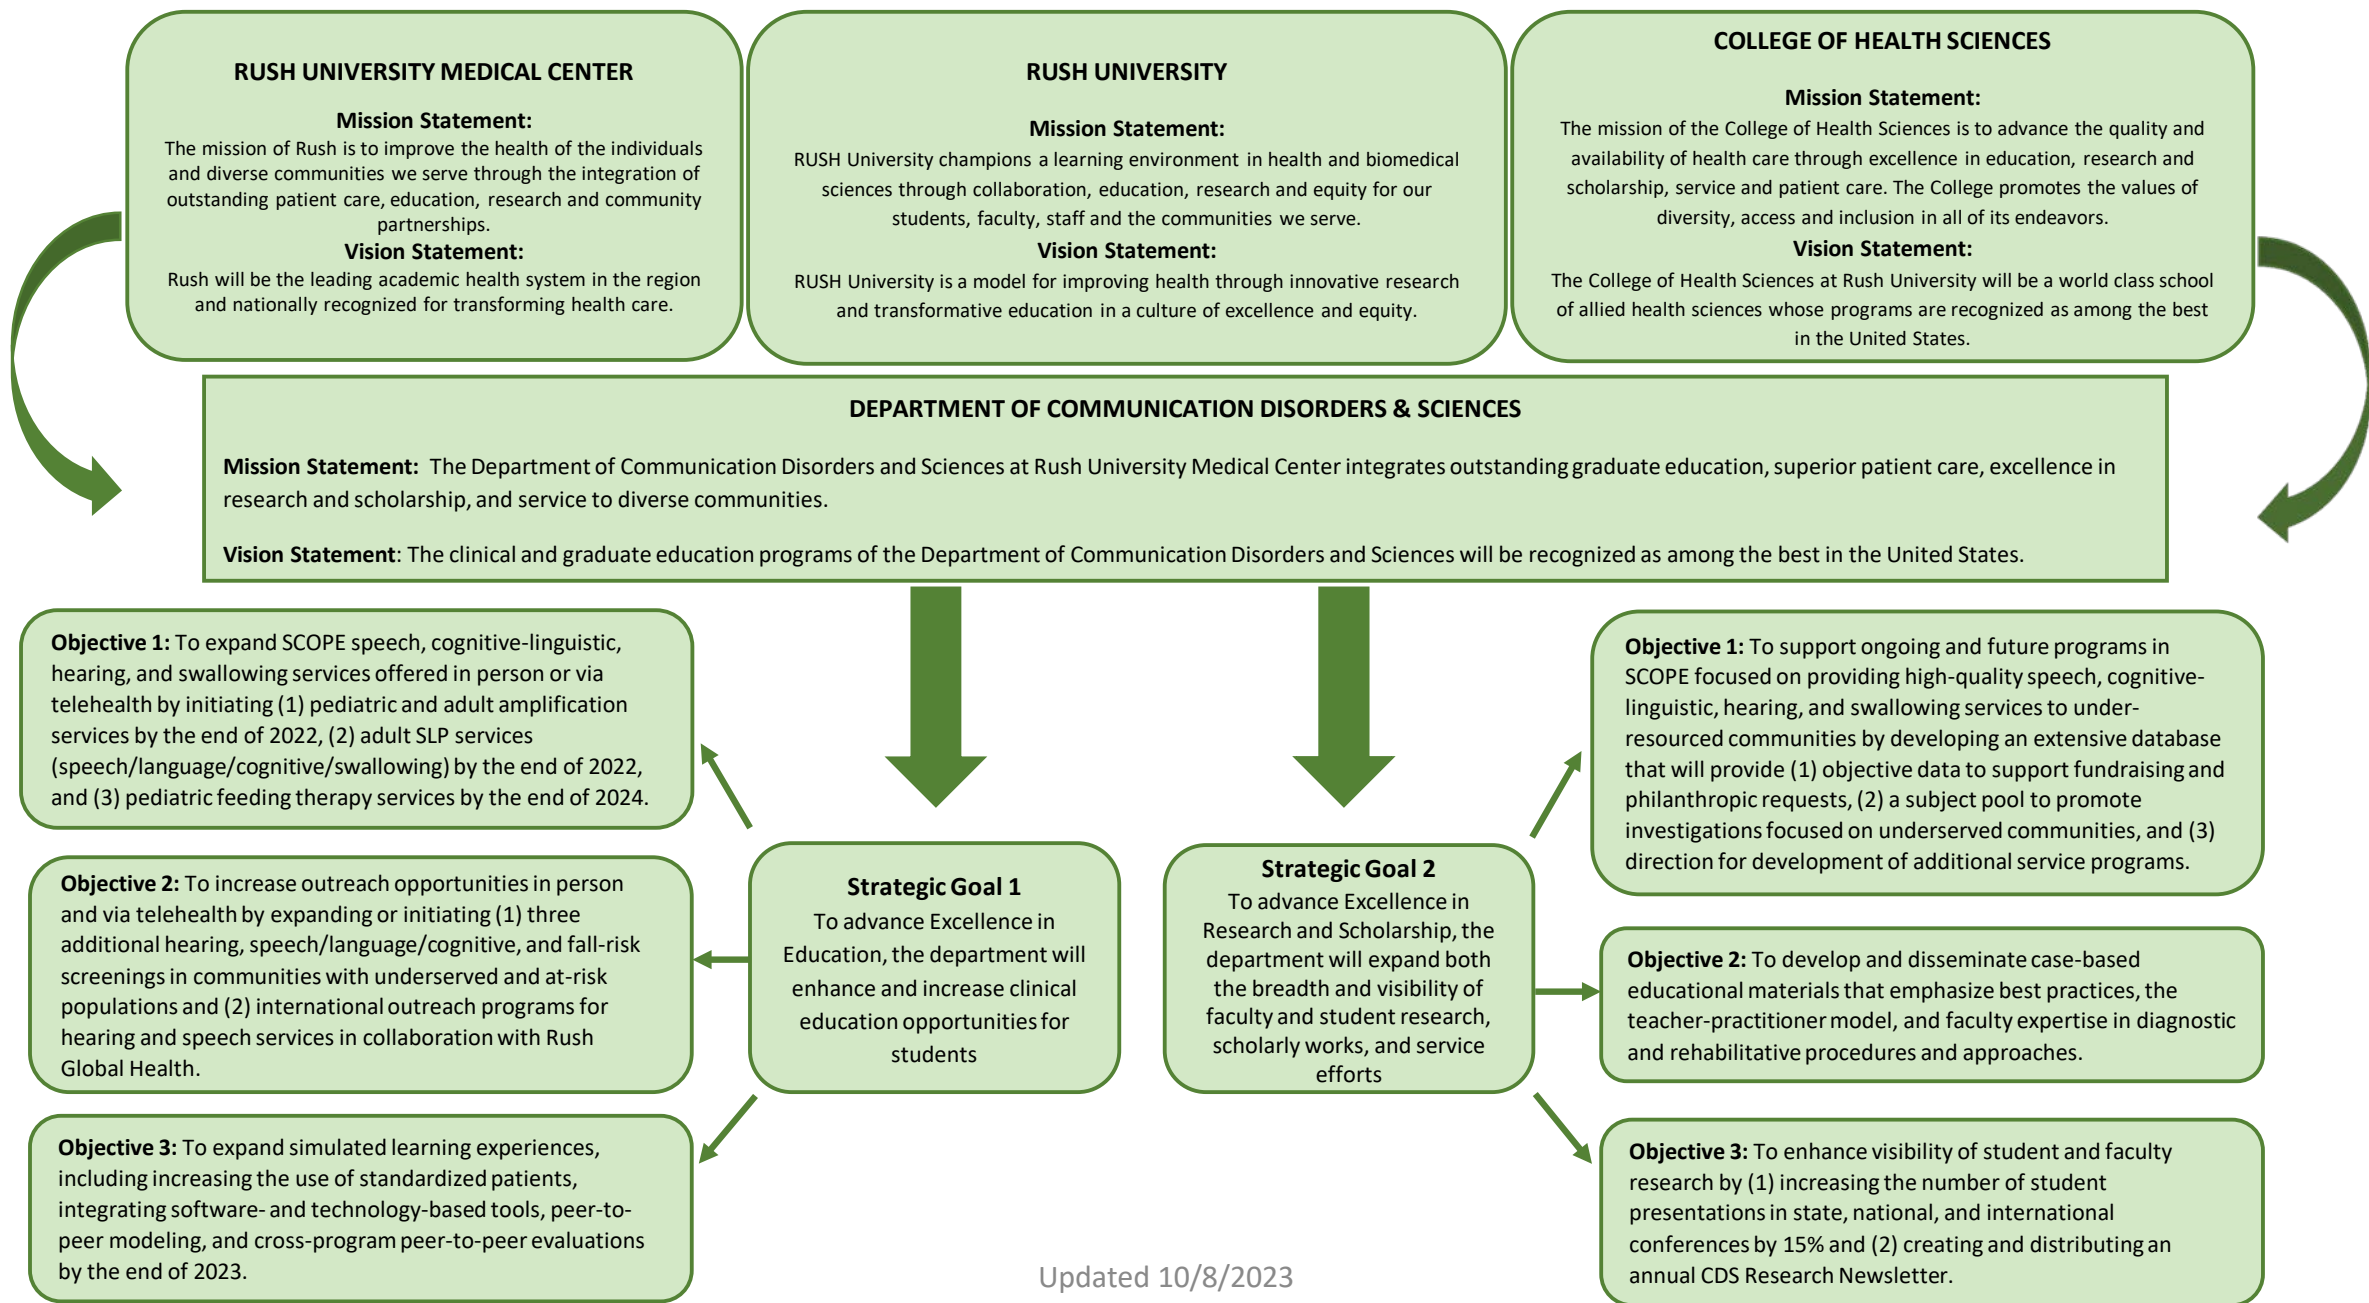 RUSH UNIVERSITY MEDICAL CENTER
Mission Statement:
The mission of Rush is to improve the health of the individuals
and diverse communities we serve through the integration of
outstanding patient care, education, research and community
partnerships.
Vision Statement:
Rush will be the leading academic health system in the region
and nationally recognized for transforming health care.
RUSH UNIVERSITY
Mission Statement:
RUSH University champions a learning environment in health and biomedical
sciences through collaboration, education, research and equity for our
students, faculty, staff and the communities we serve.
Vision Statement:
RUSH University is a model for improving health through innovative research
and transformative education in a culture of excellence and equity.
COLLEGE OF HEALTH SCIENCES
Mission Statement:
The mission of the College of Health Sciences is to advance the quality and
availability of health care through excellence in education, research and
scholarship, service and patient care. The College promotes the values of
diversity, access and inclusion in all of its endeavors.
Vision Statement:
The College of Health Sciences at Rush University will be a world class school
of allied health sciences whose programs are recognized as among the best
in the United States.
DEPARTMENT OF COMMUNICATION DISORDERS & SCIENCES
Mission Statement: The Department of Communication Disorders and Sciences at Rush University Medical Center integrates outstanding graduate education, superior patient care, excellence in
research and scholarship, and service to diverse communities.
Vision Statement: The clinical and graduate education programs of the Department of Communication Disorders and Sciences will be recognized as among the best in the United States.
Objective 1: To expand SCOPE speech, cognitive-linguistic,
hearing, and swallowing services offered in person or via
telehealth by initiating (1) pediatric and adult amplification
services by the end of 2022, (2) adult SLP services
(speech/language/cognitive/swallowing) by the end of 2022,
and (3) pediatric feeding therapy services by the end of 2024.
Objective 2: To increase outreach opportunities in person
and via telehealth by expanding or initiating (1) three
additional hearing, speech/language/cognitive, and fall-risk
screenings in communities with underserved and at-risk
populations and (2) international outreach programs for
hearing and speech services in collaboration with Rush
Global Health.
Objective 3: To expand simulated learning experiences,
including increasing the use of standardized patients,
integrating software- and technology-based tools, peer-to-
peer modeling, and cross-program peer-to-peer evaluations
by the end of 2023.
Strategic Goal 1
To advance Excellence in
Education, the department will
enhance and increase clinical
education opportunities for
students
Strategic Goal 2
To advance Excellence in
Research and Scholarship, the
department will expand both
the breadth and visibility of
faculty and student research,
scholarly works, and service
efforts
Objective 1: To support ongoing and future programs in
SCOPE focused on providing high-quality speech, cognitive-
linguistic, hearing, and swallowing services to under-
resourced communities by developing an extensive database
that will provide (1) objective data to support fundraising and
philanthropic requests, (2) a subject pool to promote
investigations focused on underserved communities, and (3)
direction for development of additional service programs.
Objective 2: To develop and disseminate case-based
educational materials that emphasize best practices, the
teacher-practitioner model, and faculty expertise in diagnostic
and rehabilitative procedures and approaches.
Objective 3: To enhance visibility of student and faculty
research by (1) increasing the number of student
presentations in state, national, and international
conferences by 15% and (2) creating and distributing an
annual CDS Research Newsletter.
Updated 10/8/2023